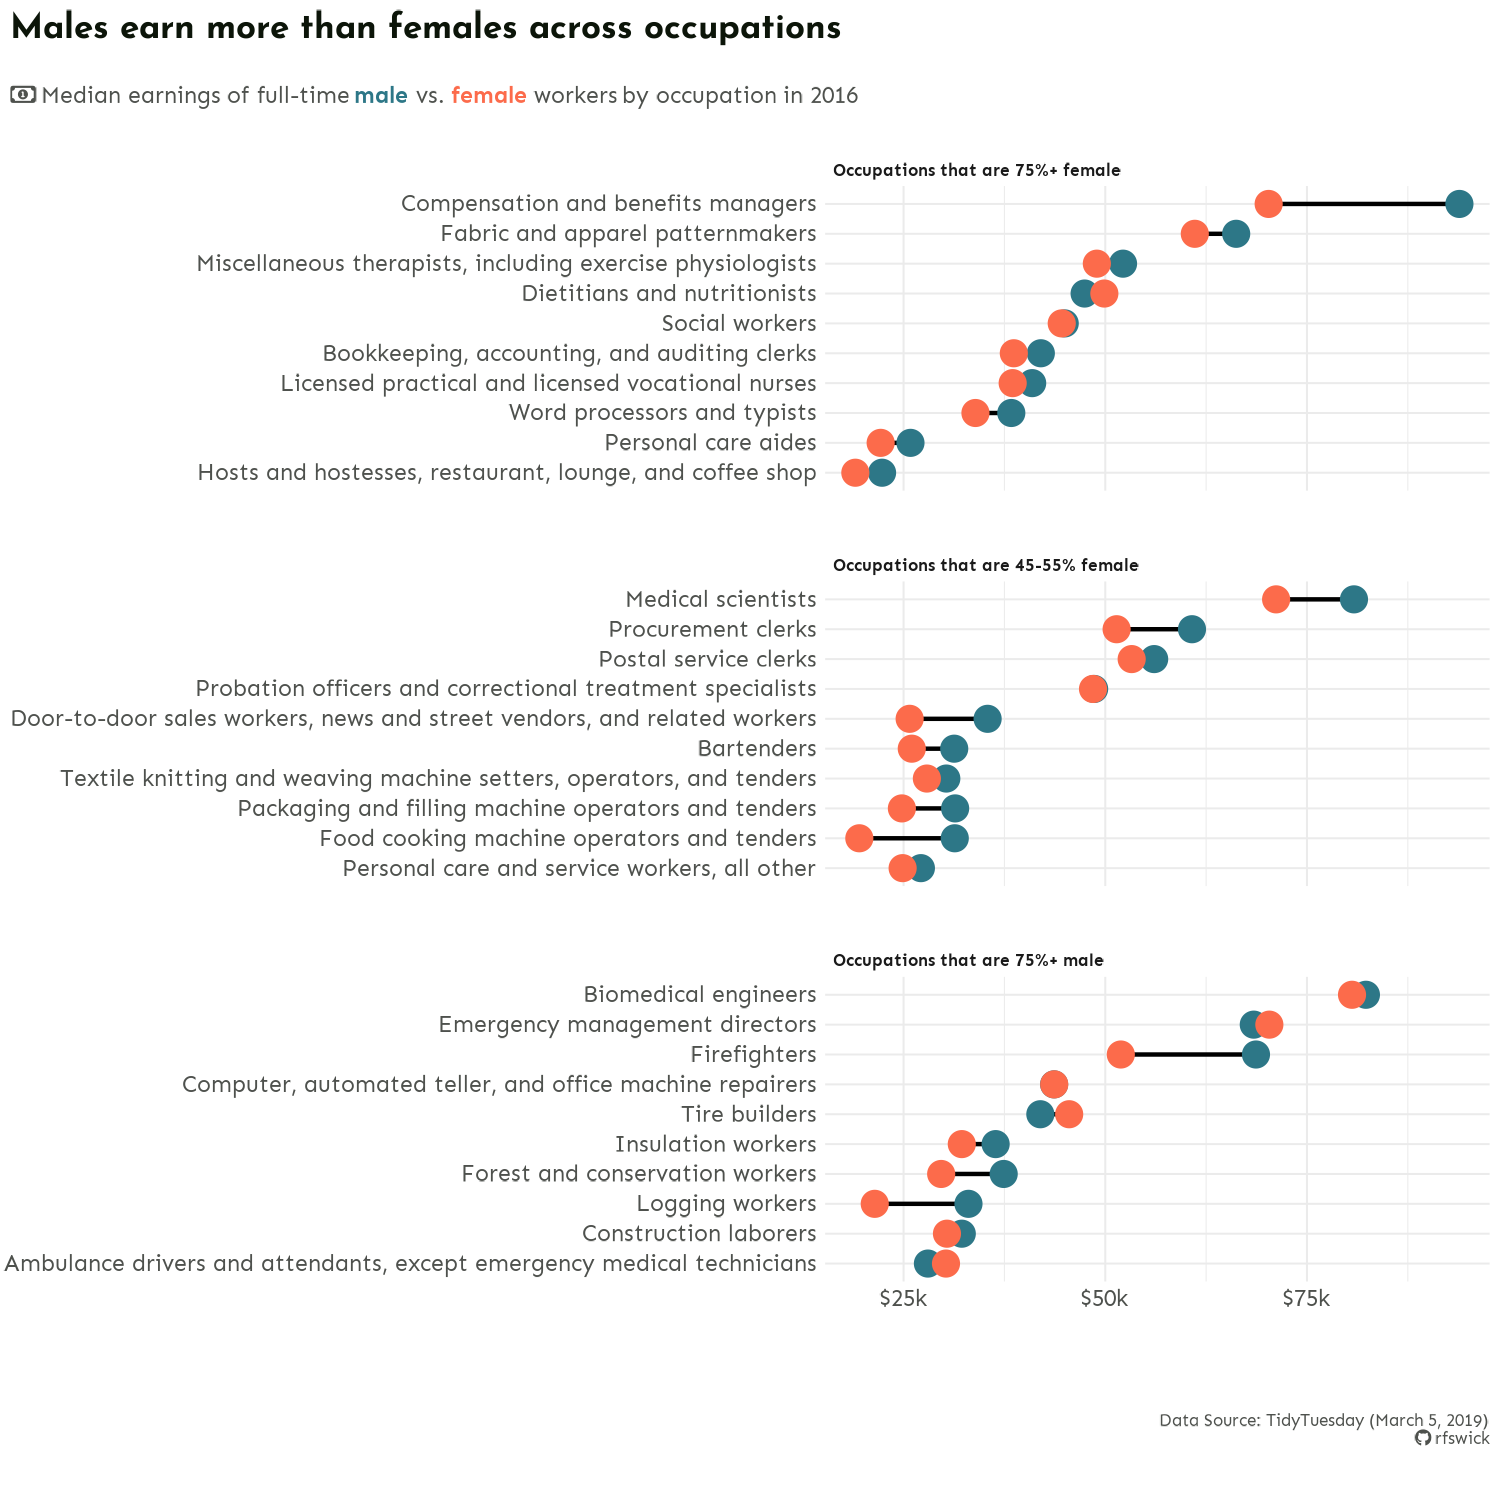 Males earn more than females across occupations
Median earnings of full-time male vs. female workers by occupation in 2016
Occupations that are 75%+ female
Compensation and benefits managers
Fabric and apparel patternmakers
Miscellaneous therapists, including exercise physiologists
Dietitians and nutritionists
Social workers
Bookkeeping, accounting, and auditing clerks
Licensed practical and licensed vocational nurses
Word processors and typists
Personal care aides
Hosts and hostesses, restaurant, lounge, and coffee shop
Occupations that are 45-55% female
Medical scientists
Procurement clerks
Postal service clerks
Probation officers and correctional treatment specialists
Door-to-door sales workers, news and street vendors, and related workers
Bartenders
Textile knitting and weaving machine setters, operators, and tenders
Packaging and filling machine operators and tenders
Food cooking machine operators and tenders
Personal care and service workers, all other
Occupations that are 75%+ male
Biomedical engineers
Emergency management directors
Firefighters
Computer, automated teller, and office machine repairers
Tire builders
Insulation workers
Forest and conservation workers
Logging workers
Construction laborers
Ambulance drivers and attendants, except emergency medical technicians
$25k $50k $75k
Data Source: TidyTuesday (March 5, 2019)
rfswick